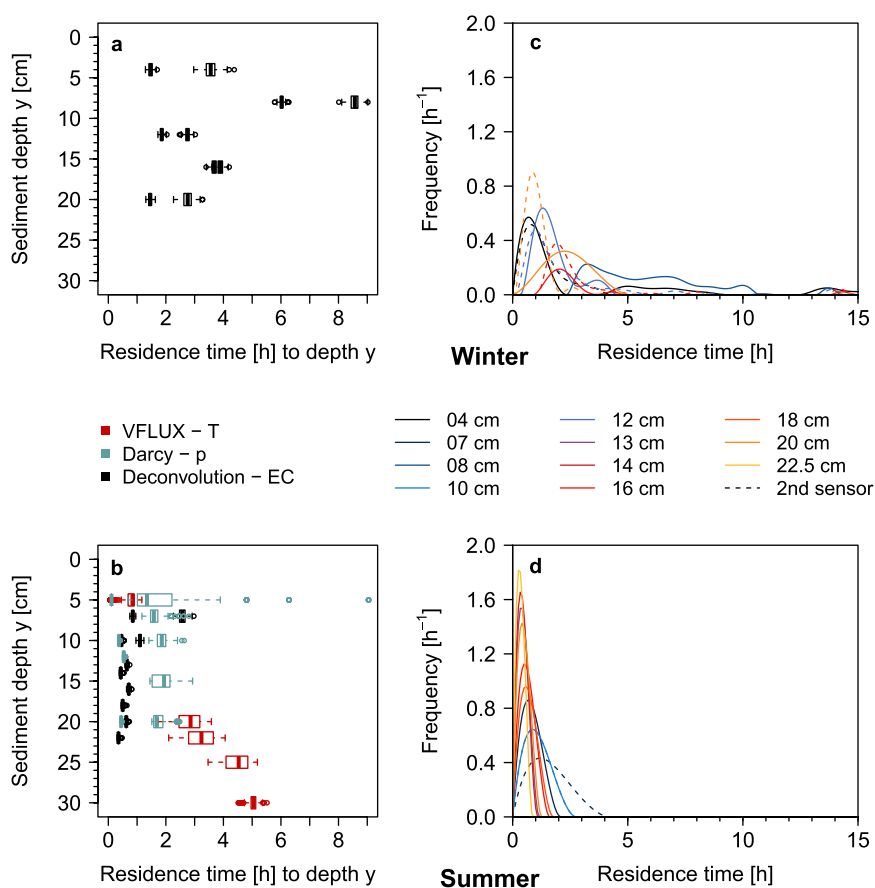 a
Sediment depth y [cm]
0
5
10
15
20
25
30
0 2 4 6 8
Residence time [h] to depth y
c
Frequency [h⁻¹]
2.0
1.6
1.2
0.8
0.4
0.0
0 5 10 15
Residence time [h]
Winter
VFLUX − T
Darcy − p
Deconvolution − EC
04 cm
07 cm
08 cm
10 cm
12 cm
13 cm
14 cm
16 cm
18 cm
20 cm
22.5 cm
2nd sensor
b
Sediment depth y [cm]
0
5
10
15
20
25
30
0 2 4 6 8
Residence time [h] to depth y
d
Frequency [h⁻¹]
2.0
1.6
1.2
0.8
0.4
0.0
0 5 10 15
Residence time [h]
Summer